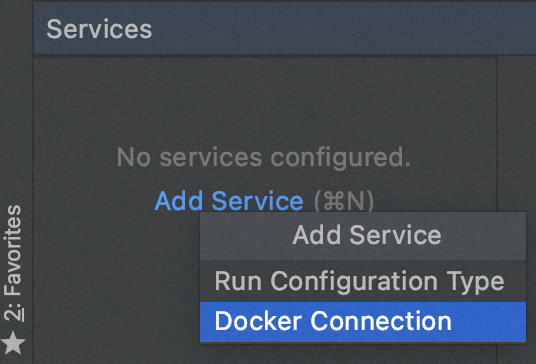 Services
No services configured.
Add Service (⌘N)
Add Service
Run Configuration Type
Docker Connection
2: Favorites